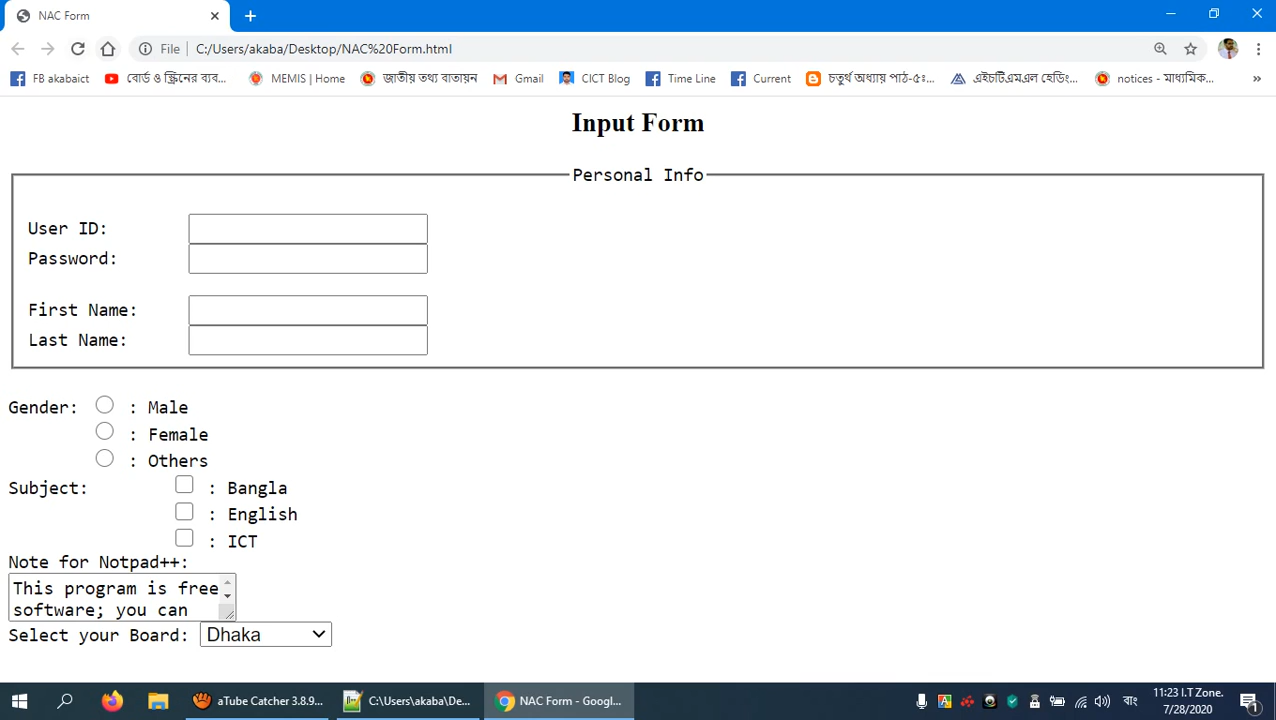 NAC Form
File C:/Users/akaba/Desktop/NAC%20Form.html
FB akabaict বোর্ড ও স্ক্রিনের ব্যব... MEMIS | Home জাতীয় তথ্য বাতায়ন Gmail CICT Blog Time Line Current চতুর্থ অধ্যায় পাঠ-৫ঃ... এইচটিএমএল হেডিং... notices - মাধ্যমিক... »
Input Form
Personal Info
User ID:
Password:
First Name:
Last Name:
Gender: : Male
: Female
: Others
Subject: : Bangla
: English
: ICT
Note for Notpad++:
This program is free
software; you can
Select your Board: Dhaka
aTube Catcher 3.8.9... C:\Users\akaba\De... NAC Form - Googl... বাং 11:23 I.T Zone.
7/28/2020 1